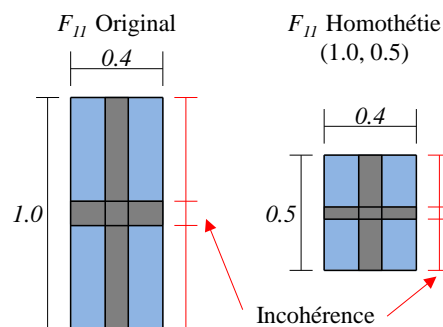 F11 Original
F11 Homothétie
(1.0, 0.5)
0.4
0.4
1.0
0.5
Incohérence